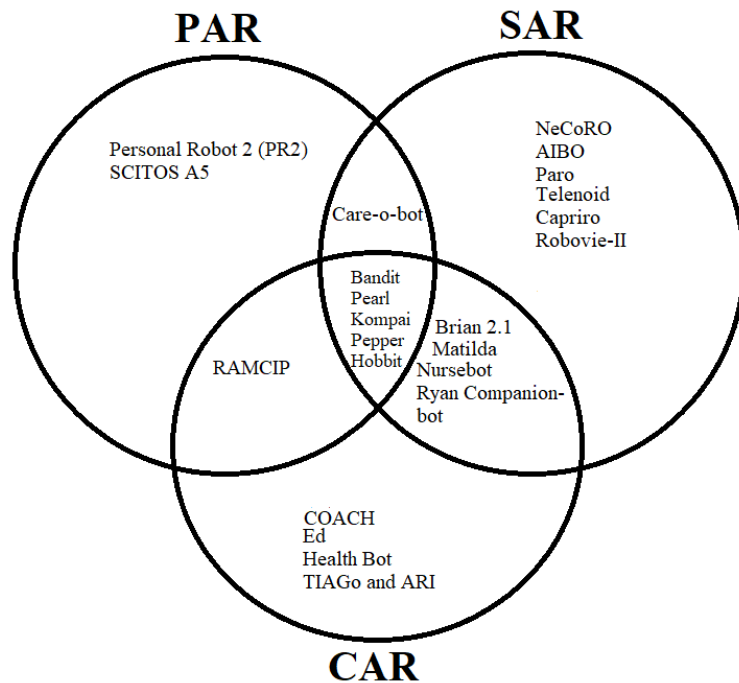 PAR
SAR
Personal Robot 2 (PR2)
SCITOS A5
NeCoRO
AIBO
Paro
Telenoid
Capriro
Robovie-II
Care-o-bot
Bandit
Pearl
Kompai
Pepper
Hobbit
Brian 2.1
Matilda
Nursebot
Ryan Companion-
bot
RAMCIP
COACH
Ed
Health Bot
TIAGo and ARI
CAR